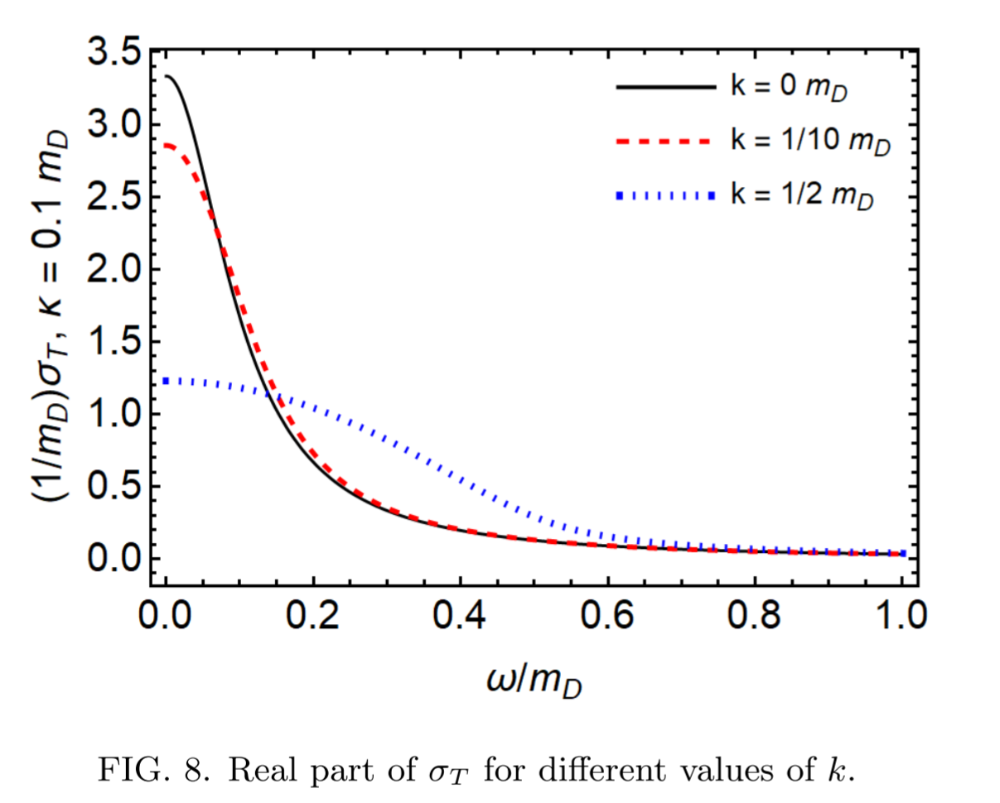 3.5
3.0
2.5
2.0
1.5
1.0
0.5
0.0
(1/m_D)σ_T, κ = 0.1 m_D
k = 0 m_D
k = 1/10 m_D
k = 1/2 m_D
0.0 0.2 0.4 0.6 0.8 1.0
ω/m_D
FIG. 8. Real part of σ_T for different values of k.